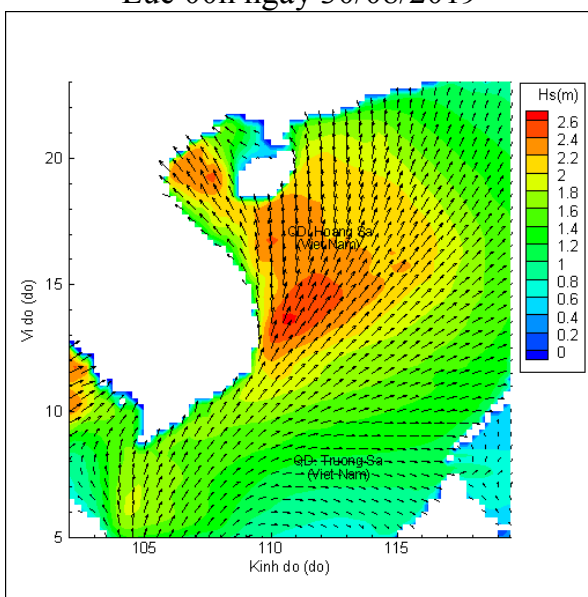 Lúc 00h ngày 30/08/2019
Hs(m)
2.6
2.4
2.2
2
1.8
1.6
1.4
1.2
1
0.8
0.6
0.4
0.2
0
20
15
10
5
Vi do (do)
QD. Hoang Sa
(Viet Nam)
QD. Truong Sa
(Viet Nam)
105
110
115
Kinh do (do)